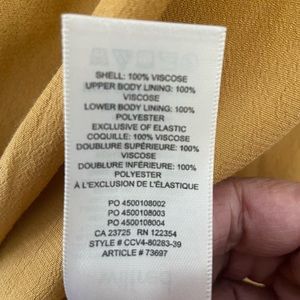 SHELL: 100% VISCOSE
UPPER BODY LINING: 100%
VISCOSE
LOWER BODY LINING: 100%
POLYESTER
EXCLUSIVE OF ELASTIC
COQUILLE: 100% VISCOSE
DOUBLURE SUPÉRIEURE: 100%
VISCOSE
DOUBLURE INFÉRIEURE: 100%
POLYESTER
À L'EXCLUSION DE L'ÉLASTIQUE
PO 4500108002
PO 4500108003
PO 4500108004
CA 23725 RN 122354
STYLE # CCV4-80283-39
ARTICLE # 73697